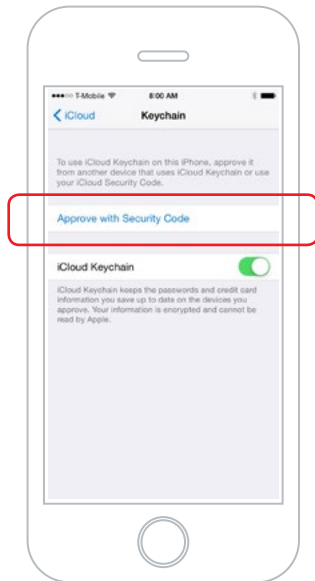 T-Mobile 8:00 AM
iCloud Keychain
To use iCloud Keychain on this iPhone, approve it
from another device that uses iCloud Keychain or use
your iCloud Security Code.
Approve with Security Code
iCloud Keychain
iCloud Keychain keeps the passwords and credit card
information you save up to date on the devices you
approve. Your information is encrypted and cannot be
read by Apple.